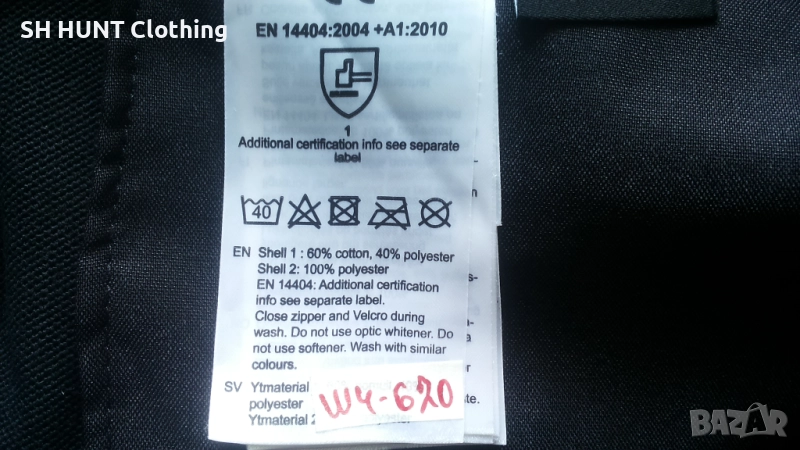 SH HUNT Clothing
EN 14404:2004 +A1:2010
1
Additional certification info see separate
label
40
EN Shell 1 : 60% cotton, 40% polyester
Shell 2: 100% polyester
EN 14404: Additional certification
info see separate label.
Close zipper and Velcro during
wash. Do not use optic whitener. Do
not use softener. Wash with similar
colours.
SV Ytmaterial
polyester
Ytmaterial
W4-670
BAZAR